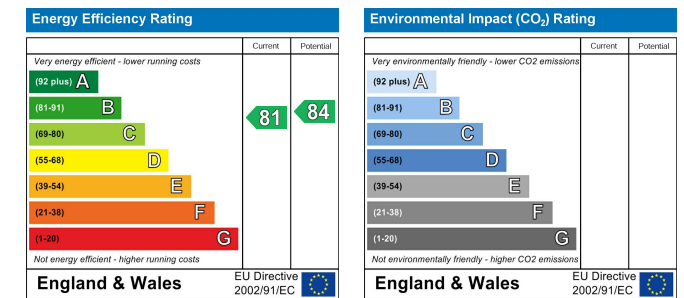 Energy Efficiency Rating
Current Potential
Very energy efficient - lower running costs
(92 plus) A
(81-91) B
(69-80) C
(55-68) D
(39-54) E
(21-38) F
(1-20) G
81
84
Not energy efficient - higher running costs
England & Wales
EU Directive
2002/91/EC
Environmental Impact (CO2) Rating
Current Potential
Very environmentally friendly - lower CO2 emissions
(92 plus) A
(81-91) B
(69-80) C
(55-68) D
(39-54) E
(21-38) F
(1-20) G
Not environmentally friendly - higher CO2 emissions
England & Wales
EU Directive
2002/91/EC